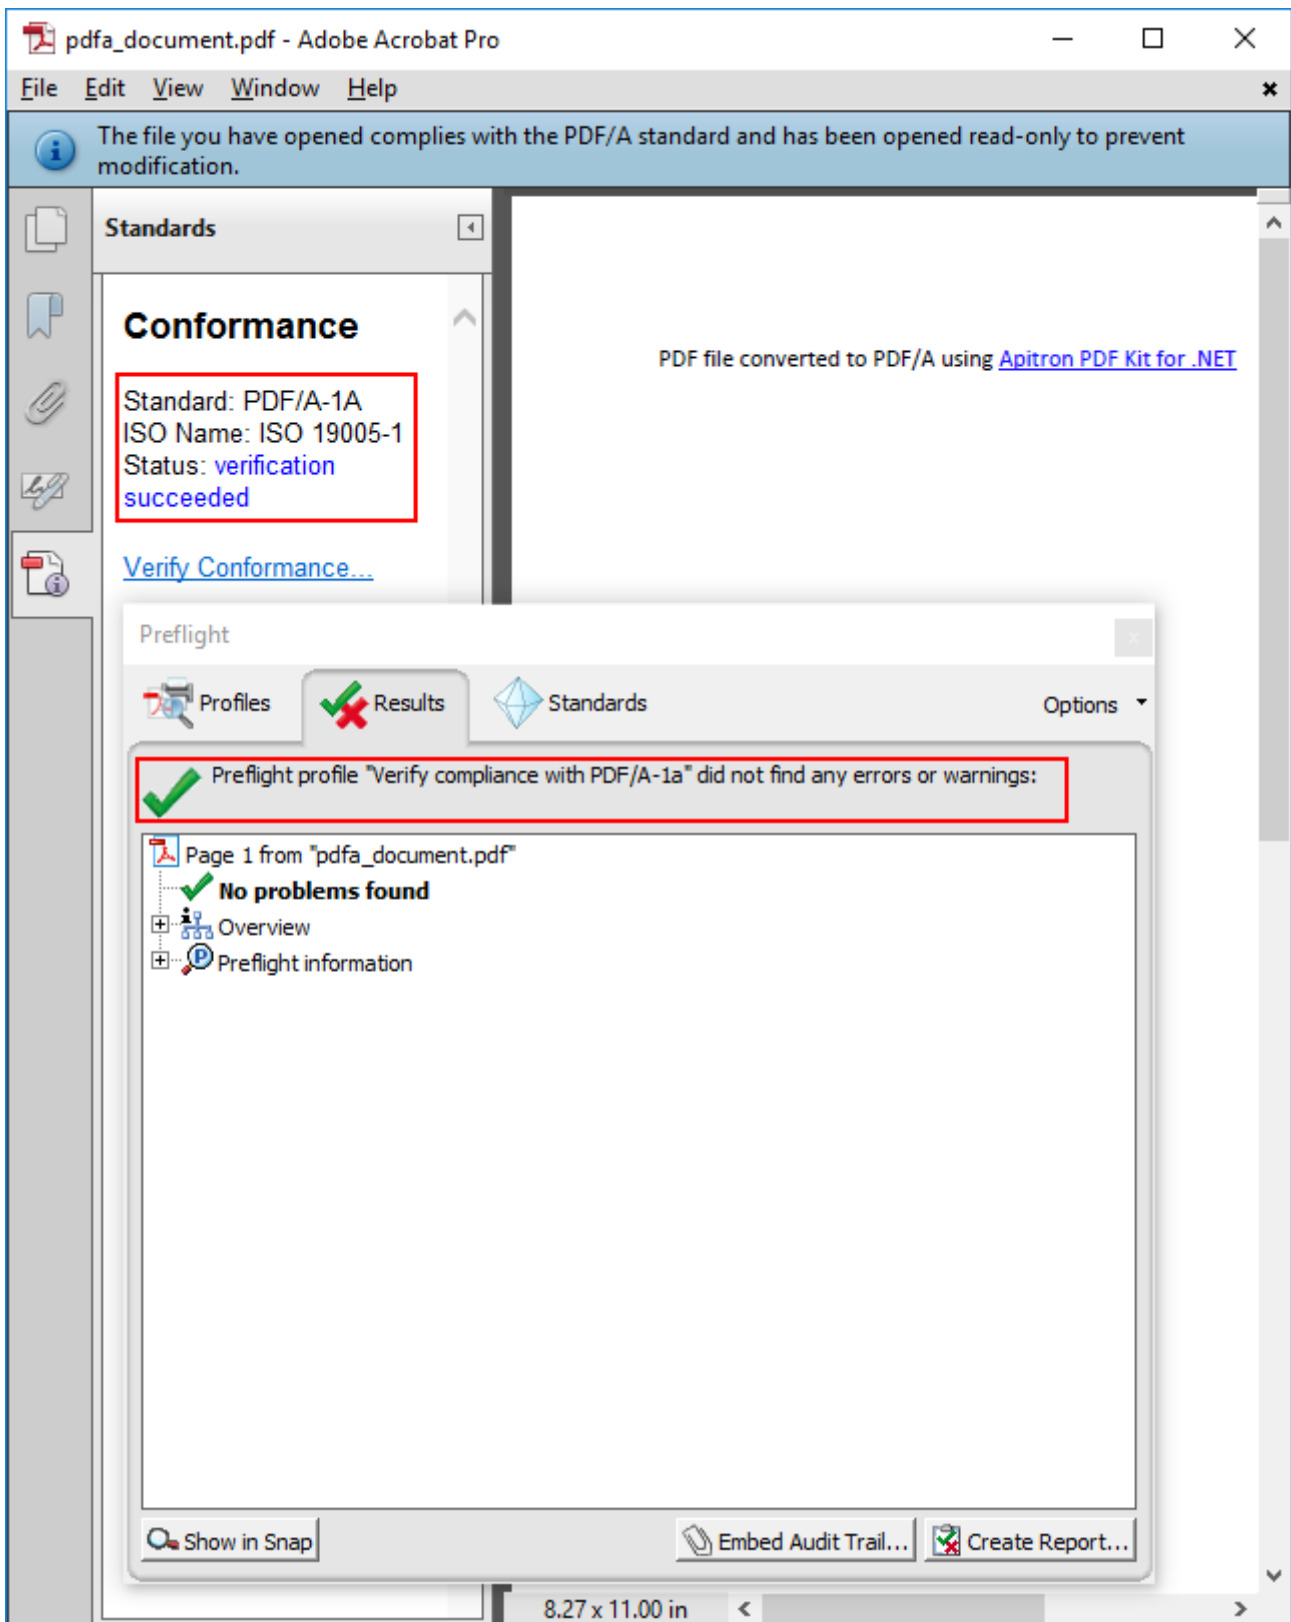 pdfa_document.pdf - Adobe Acrobat Pro
File Edit View Window Help
The file you have opened complies with the PDF/A standard and has been opened read-only to prevent
modification.
Standards
Conformance
Standard: PDF/A-1A
ISO Name: ISO 19005-1
Status: verification
succeeded
Verify Conformance...
PDF file converted to PDF/A using Apitron PDF Kit for .NET
Preflight
Profiles
Results
Standards
Options
Preflight profile "Verify compliance with PDF/A-1a" did not find any errors or warnings:
Page 1 from "pdfa_document.pdf"
No problems found
Overview
Preflight information
Show in Snap
Embed Audit Trail...
Create Report...
8.27 x 11.00 in